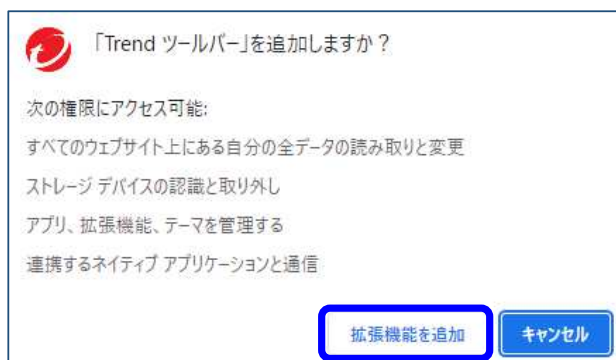 「Trend ツールバー」を追加しますか？
次の権限にアクセス可能:
すべてのウェブサイト上にある自分の全データの読み取りと変更
ストレージ デバイスの認識と取り外し
アプリ、拡張機能、テーマを管理する
連携するネイティブ アプリケーションと通信
拡張機能を追加 キャンセル